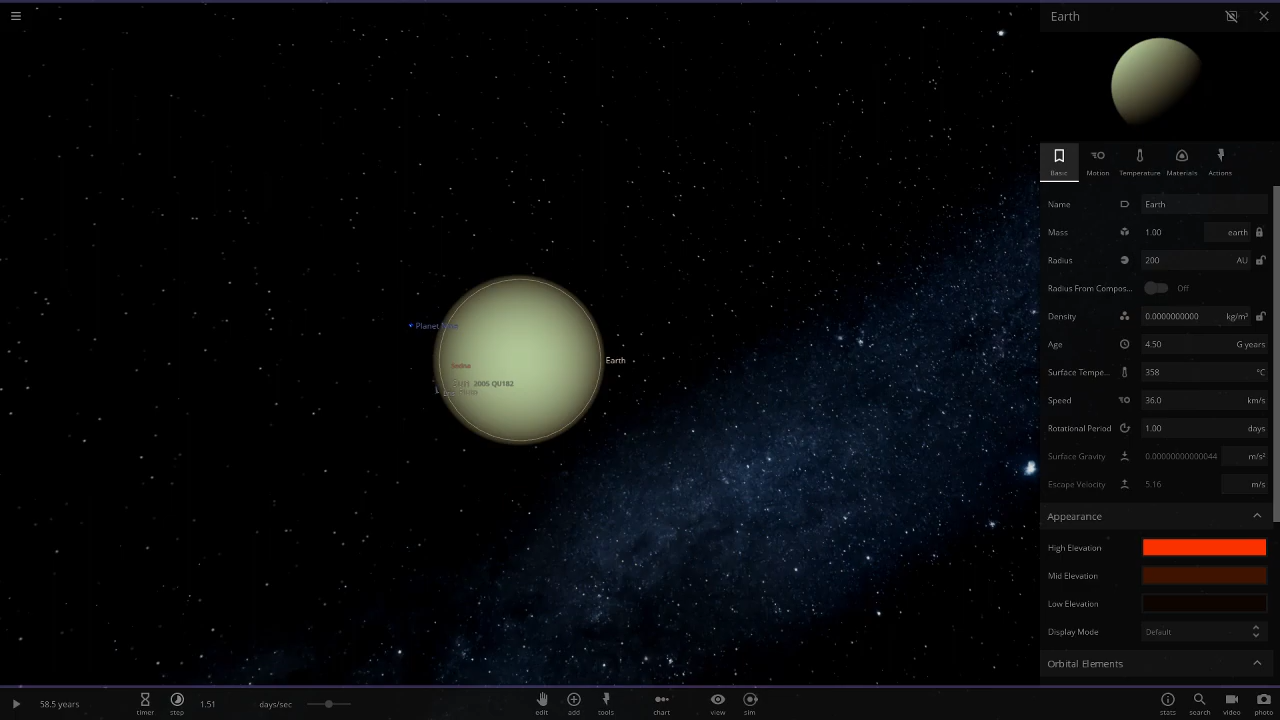 Earth
Basic
Motion
Temperature
Materials
Actions
Name Earth
Mass 1.00 earth
Radius 200 AU
Radius From Compos... Off
Density 0.0000000000 kg/m³
Age 4.50 G years
Surface Tempe... 358 °C
Speed 36.0 km/s
Rotational Period 1.00 days
Surface Gravity 0.00000000000044 m/s²
Escape Velocity 5.16 m/s
Appearance
High Elevation
Mid Elevation
Low Elevation
Display Mode Default
Orbital Elements
Planet
Sedna
Earth
2005 QU182
58.5 years
timer
step
1.51 days/sec
edit
add
tools
chart
view
sim
stats
search
video
photo